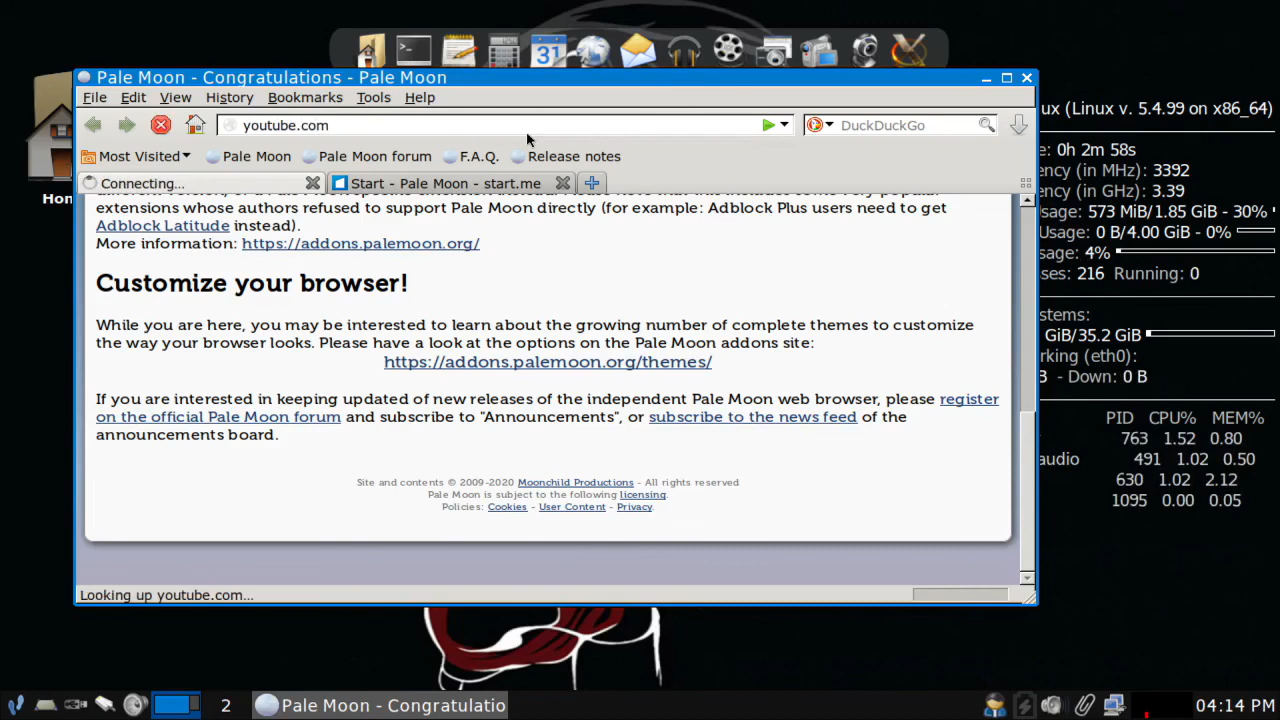 Pale Moon - Congratulations - Pale Moon
File Edit View History Bookmarks Tools Help
youtube.com
DuckDuckGo
Most Visited Pale Moon Pale Moon forum F.A.Q. Release notes
Connecting... Start - Pale Moon - start.me
extensions whose authors refused to support Pale Moon directly (for example: Adblock Plus users need to get
Adblock Latitude instead).
More information: https://addons.palemoon.org/
Customize your browser!
While you are here, you may be interested to learn about the growing number of complete themes to customize
the way your browser looks. Please have a look at the options on the Pale Moon addons site:
https://addons.palemoon.org/themes/
If you are interested in keeping updated of new releases of the independent Pale Moon web browser, please register
on the official Pale Moon forum and subscribe to "Announcements", or subscribe to the news feed of the
announcements board.
Site and contents © 2009-2020 Moonchild Productions - All rights reserved
Pale Moon is subject to the following licensing.
Policies: Cookies - User Content - Privacy.
Looking up youtube.com...
31
Hom
ux (Linux v. 5.4.99 on x86_64)
e: 0h 2m 58s
ency (in MHz): 3392
ency (in GHz): 3.39
sage: 573 MiB/1.85 GiB - 30%
sage: 0 B/4.00 GiB - 0%
sage: 4%
sses: 216 Running: 0
stems:
GiB/35.2 GiB
rking (eth0):
B - Down: 0 B
PID CPU% MEM%
763 1.52 0.80
audio 491 1.02 0.50
630 1.02 2.12
1095 0.00 0.05
2 Pale Moon - Congratulatio 04:14 PM